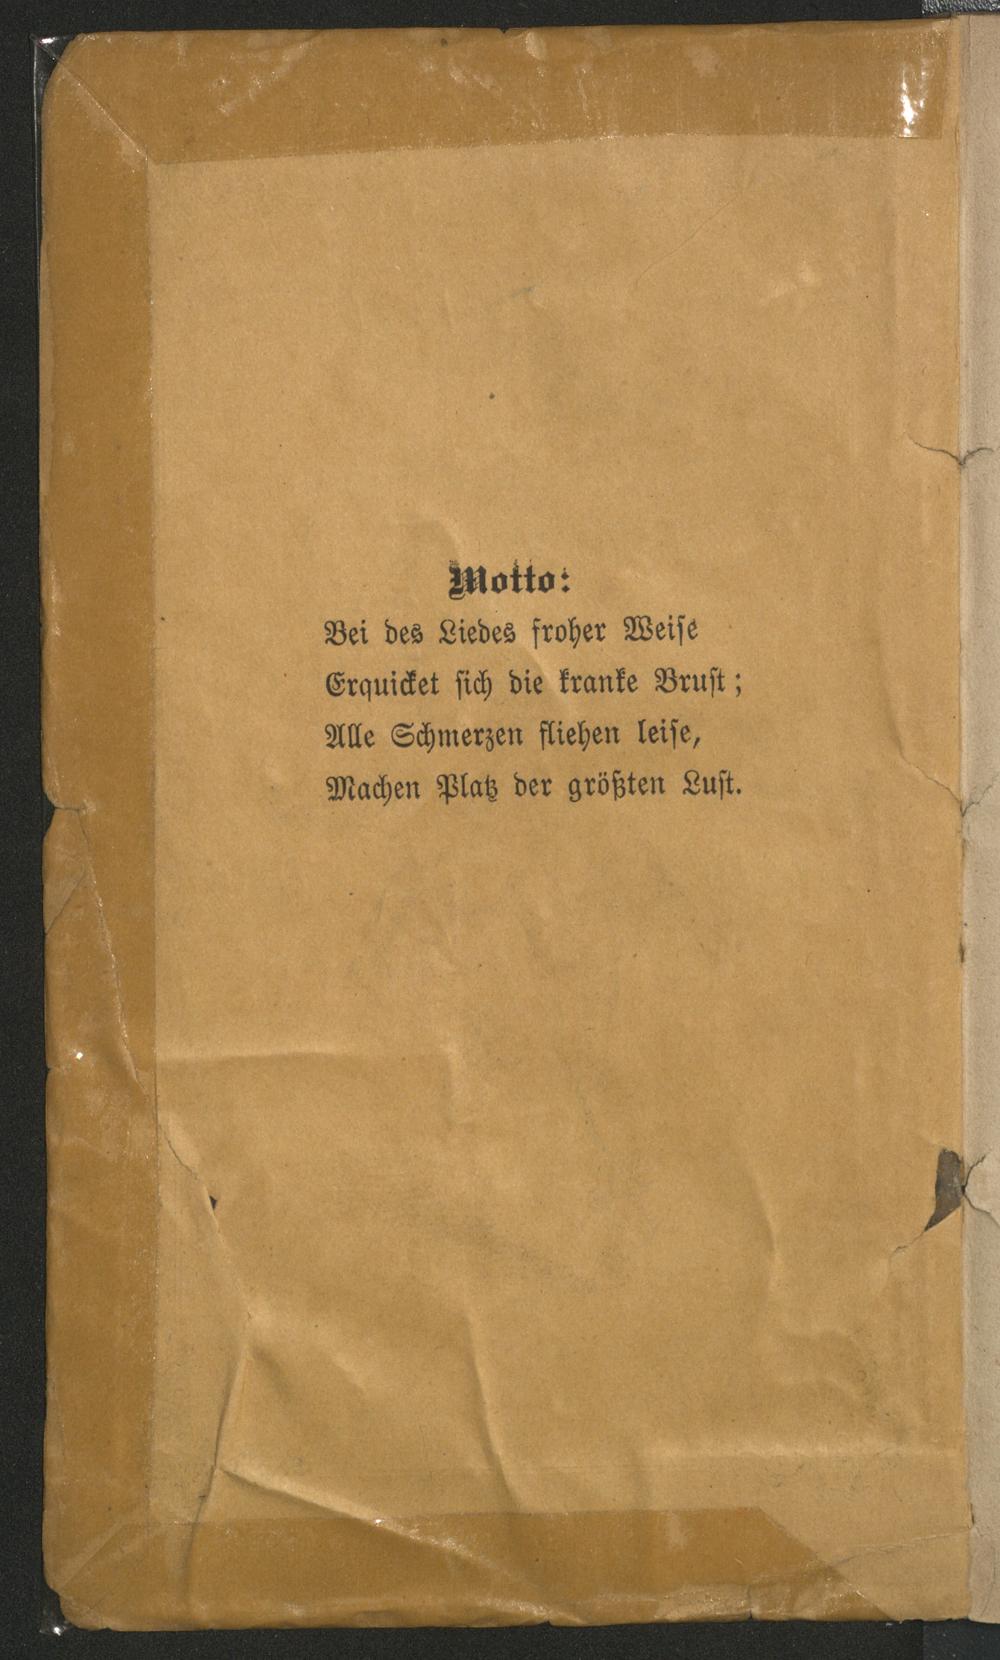 Motto:
Bei des Liedes froher Weise
Erquicket sich die kranke Brust;
Alle Schmerzen fliehen leise,
Machen Platz der größten Lust.